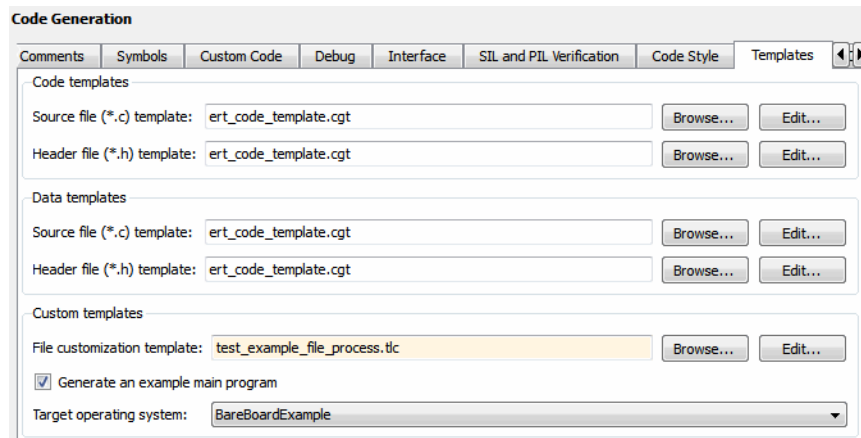 Code Generation
Comments Symbols Custom Code Debug Interface SIL and PIL Verification Code Style Templates
Code templates
Source file (*.c) template: ert_code_template.cgt Browse... Edit...
Header file (*.h) template: ert_code_template.cgt Browse... Edit...
Data templates
Source file (*.c) template: ert_code_template.cgt Browse... Edit...
Header file (*.h) template: ert_code_template.cgt Browse... Edit...
Custom templates
File customization template: test_example_file_process.tlc Browse... Edit...
Generate an example main program
Target operating system: BareBoardExample